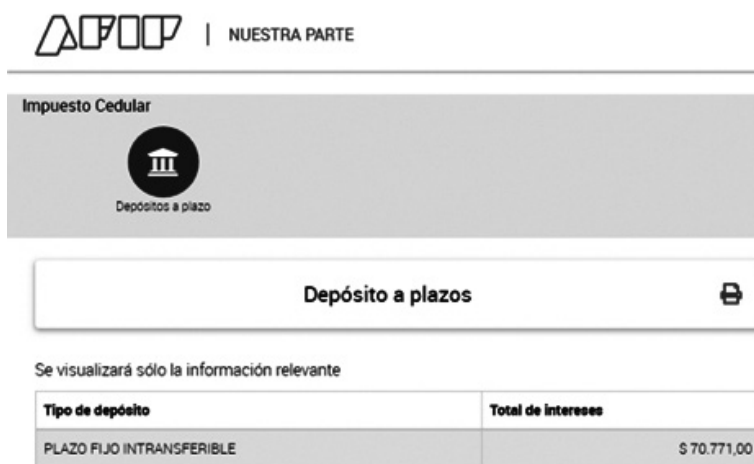 AFIP | NUESTRA PARTE
Impuesto Cedular
Depósitos a plazo
Depósito a plazos
Se visualizará sólo la información relevante
Tipo de depósito Total de intereses
PLAZO FIJO INTRANSFERIBLE $ 70.771,00